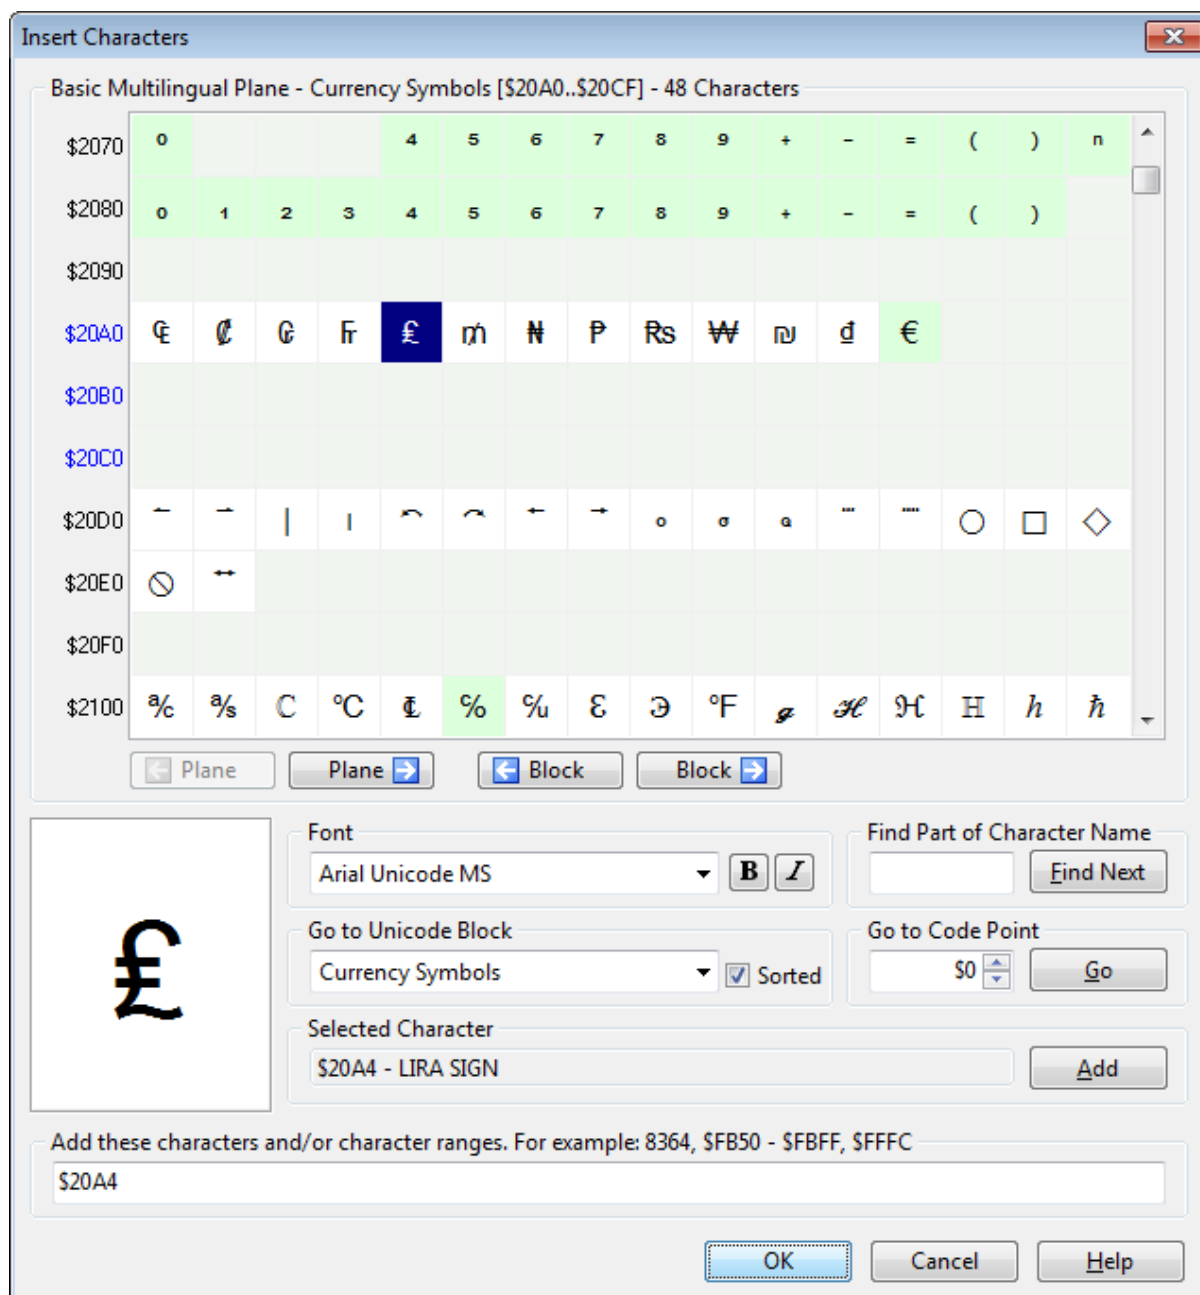 Insert Characters
Basic Multilingual Plane - Currency Symbols [$20A0..$20CF] - 48 Characters
$2070 0 4 5 6 7 8 9 + − = ( ) n
$2080 0 1 2 3 4 5 6 7 8 9 + − = ( )
$2090
$20A0 ₠ ₡ ₢ ₣ ₤ ₥ ₦ ₧ ₨ ₩ ₪ ₫ €
$20B0
$20C0
$20D0
$20E0
$20F0
$2100 ℀ ℁ ℂ ℃ ℄ ℅ ℆ ℇ ℈ ℉ ℊ ℋ ℌ ℍ ℎ ℏ
Plane Plane Block Block
₤
Font
Arial Unicode MS B I
Find Part of Character Name
Find Next
Go to Unicode Block
Currency Symbols Sorted
Go to Code Point
$0 Go
Selected Character
$20A4 - LIRA SIGN Add
Add these characters and/or character ranges. For example: 8364, $FB50 - $FBFF, $FFFC
$20A4
OK Cancel Help